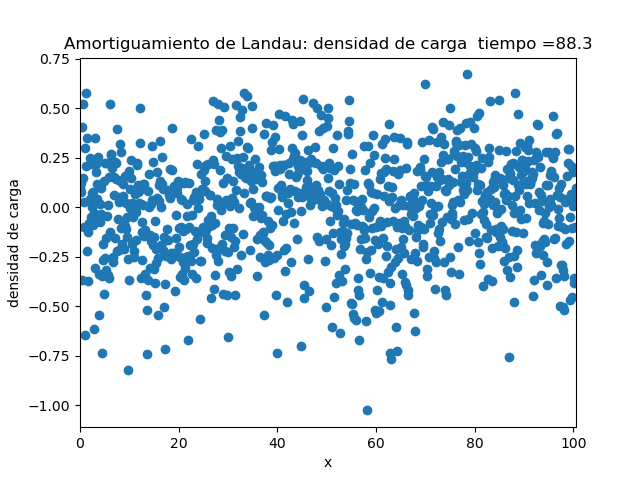 Amortiguamiento de Landau: densidad de carga  tiempo =88.3
densidad de carga
0.75
0.50
0.25
0.00
−0.25
−0.50
−0.75
−1.00
0 20 40 60 80 100
x